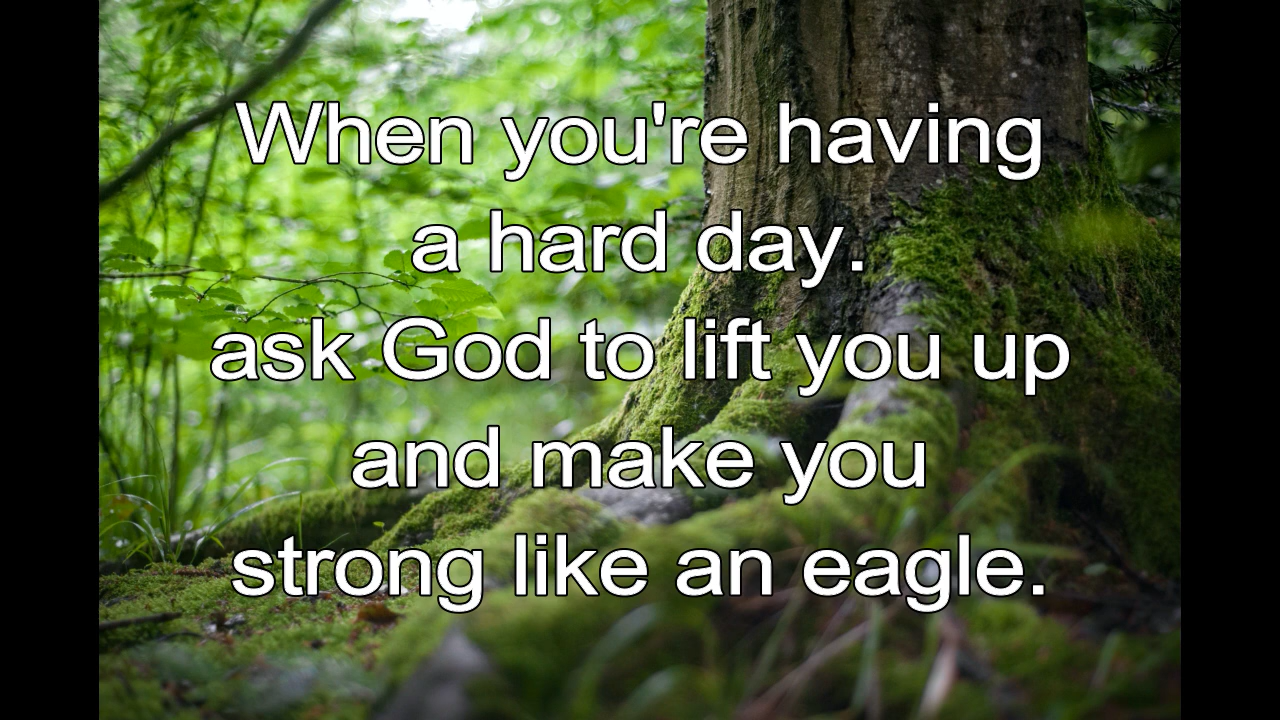 When you're having
a hard day.
ask God to lift you up
and make you
strong like an eagle.